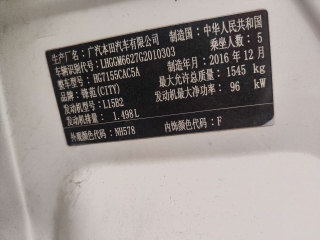 生产厂名: 广汽本田汽车有限公司 制造国: 中华人民共和国
车辆识别代号: LHGGM6627G2010303 乘坐人数: 5
整车型号: HG7155CAC5A 制造年月: 2016 年 12 月
车辆品牌: 锋范(CITY) 最大允许总质量: 1545 kg
发动机型号: L15B2 发动机最大净功率: 96 kW
发动机排量: 1.498L
外观颜色代码: NH578 内饰颜色代码: F